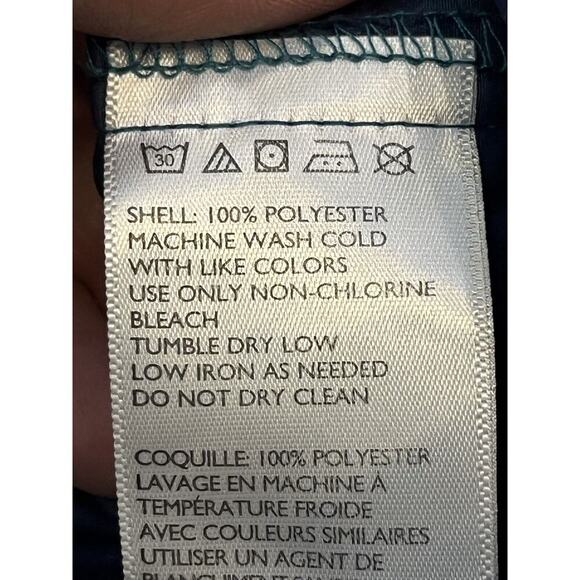 30
SHELL: 100% POLYESTER
MACHINE WASH COLD
WITH LIKE COLORS
USE ONLY NON-CHLORINE
BLEACH
TUMBLE DRY LOW
LOW IRON AS NEEDED
DO NOT DRY CLEAN
COQUILLE: 100% POLYESTER
LAVAGE EN MACHINE À
TEMPÉRATURE FROIDE
AVEC COULEURS SIMILAIRES
UTILISER UN AGENT DE